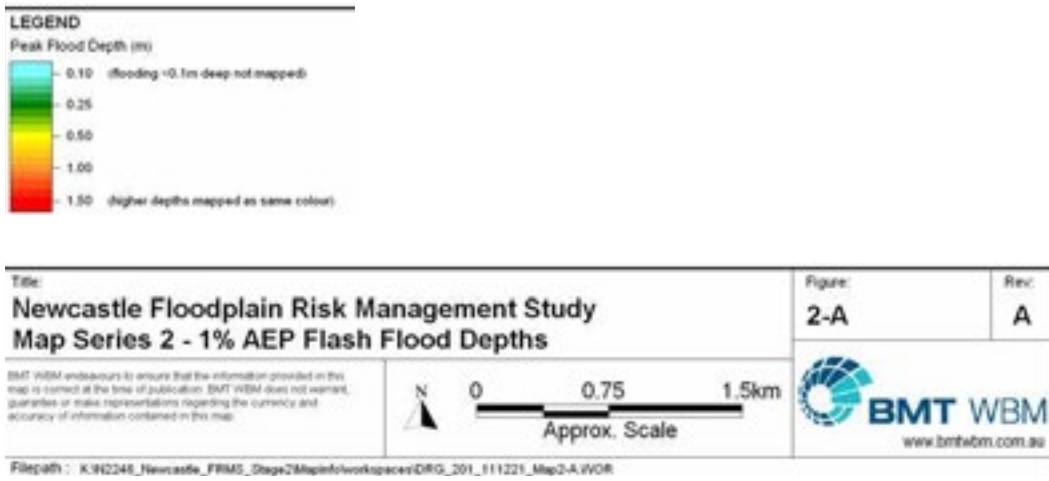 LEGEND
Peak Flood Depth (m)
0.10 (flooding <0.1m deep not mapped)
0.25
0.50
1.00
1.50 (higher depths mapped as same colour)
Title:
Newcastle Floodplain Risk Management Study
Map Series 2 - 1% AEP Flash Flood Depths
Figure:
2-A
Rev:
A
BMT WBM endeavours to ensure that the information provided in this
map is correct at the time of publication. BMT WBM does not warrant,
guarantee or make representations regarding the currency and
accuracy of information contained in this map.
N
0 0.75 1.5km
Approx. Scale
BMT WBM
www.bmtwbm.com.au
Filepath : K:\N2246_Newcastle_FRMS_Stage2\Mapinfo\workspaces\DRG_201_111221_Map2-A.WOR